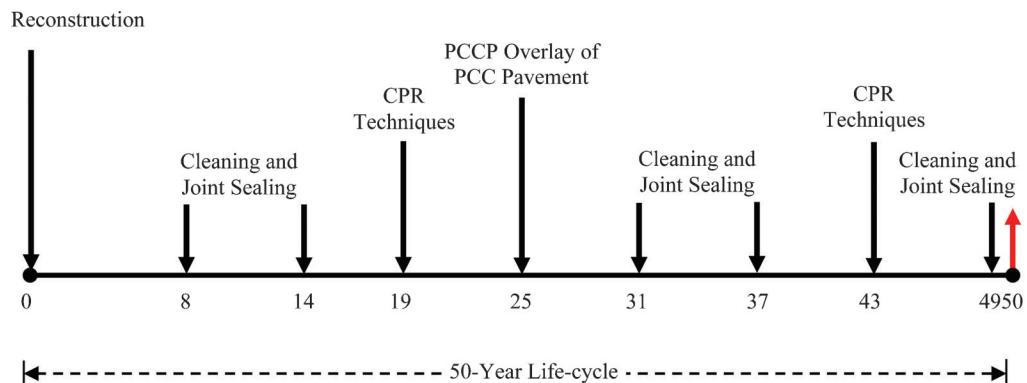 Reconstruction
PCCP Overlay of
PCC Pavement
CPR
Techniques
CPR
Techniques
Cleaning and
Joint Sealing
Cleaning and
Joint Sealing
Cleaning and
Joint Sealing
0 8 14 19 25 31 37 43 4950
50-Year Life-cycle